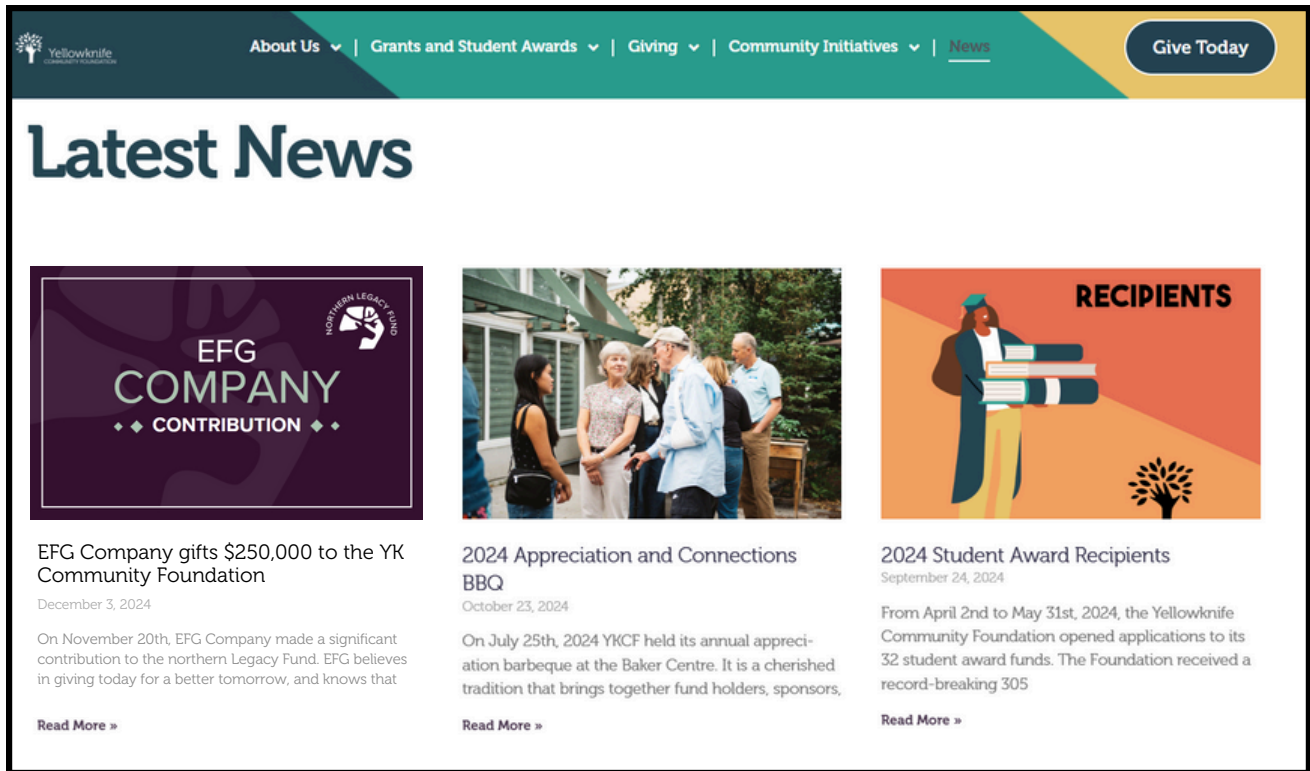 Yellowknife
COMMUNITY FOUNDATION
About Us | Grants and Student Awards | Giving | Community Initiatives | News
Give Today
Latest News
NORTHERN LEGACY FUND
EFG
COMPANY
CONTRIBUTION
EFG Company gifts $250,000 to the YK
Community Foundation
December 3, 2024
On November 20th, EFG Company made a significant
contribution to the northern Legacy Fund. EFG believes
in giving today for a better tomorrow, and knows that
Read More »
2024 Appreciation and Connections
BBQ
October 23, 2024
On July 25th, 2024 YKCF held its annual appreci-
ation barbeque at the Baker Centre. It is a cherished
tradition that brings together fund holders, sponsors,
Read More »
RECIPIENTS
2024 Student Award Recipients
September 24, 2024
From April 2nd to May 31st, 2024, the Yellowknife
Community Foundation opened applications to its
32 student award funds. The Foundation received a
record-breaking 305
Read More »